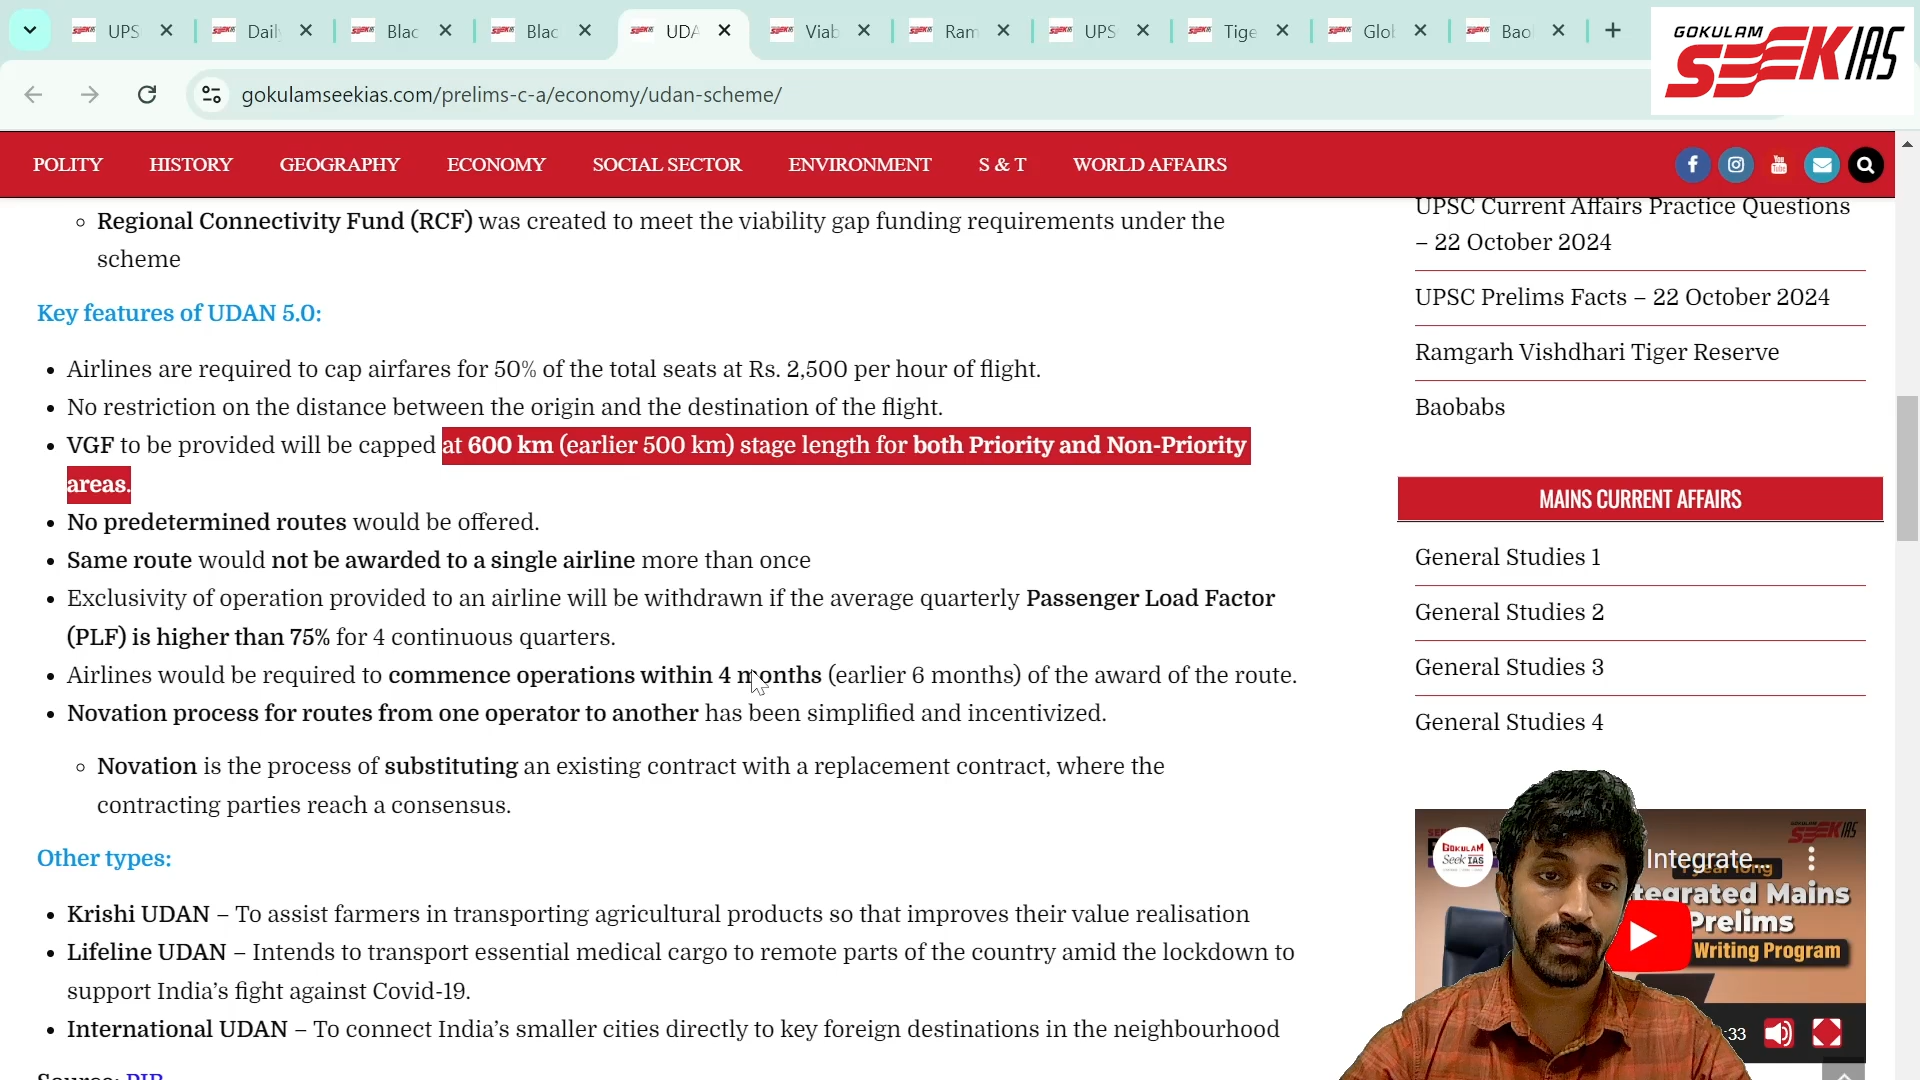 UPS
Daily
Blac
Blac
UDA
Viab
Ram
UPS
Tige
Glol
Baol
GOKULAM
SEEK IAS
gokulamseekias.com/prelims-c-a/economy/udan-scheme/
POLITY HISTORY GEOGRAPHY ECONOMY SOCIAL SECTOR ENVIRONMENT S & T WORLD AFFAIRS
Regional Connectivity Fund (RCF) was created to meet the viability gap funding requirements under the
scheme
Key features of UDAN 5.0:
Airlines are required to cap airfares for 50% of the total seats at Rs. 2,500 per hour of flight.
No restriction on the distance between the origin and the destination of the flight.
VGF to be provided will be capped at 600 km (earlier 500 km) stage length for both Priority and Non-Priority
areas.
No predetermined routes would be offered.
Same route would not be awarded to a single airline more than once
Exclusivity of operation provided to an airline will be withdrawn if the average quarterly Passenger Load Factor
(PLF) is higher than 75% for 4 continuous quarters.
Airlines would be required to commence operations within 4 months (earlier 6 months) of the award of the route.
Novation process for routes from one operator to another has been simplified and incentivized.
Novation is the process of substituting an existing contract with a replacement contract, where the
contracting parties reach a consensus.
Other types:
Krishi UDAN – To assist farmers in transporting agricultural products so that improves their value realisation
Lifeline UDAN – Intends to transport essential medical cargo to remote parts of the country amid the lockdown to
support India's fight against Covid-19.
International UDAN – To connect India's smaller cities directly to key foreign destinations in the neighbourhood
Source: PIB
UPSC Current Affairs Practice Questions
– 22 October 2024
UPSC Prelims Facts – 22 October 2024
Ramgarh Vishdhari Tiger Reserve
Baobabs
MAINS CURRENT AFFAIRS
General Studies 1
General Studies 2
General Studies 3
General Studies 4
GOKULAM
Seek IAS
Integrate...
SEEK IAS
year long
tegrated Mains
Prelims
Writing Program
:33